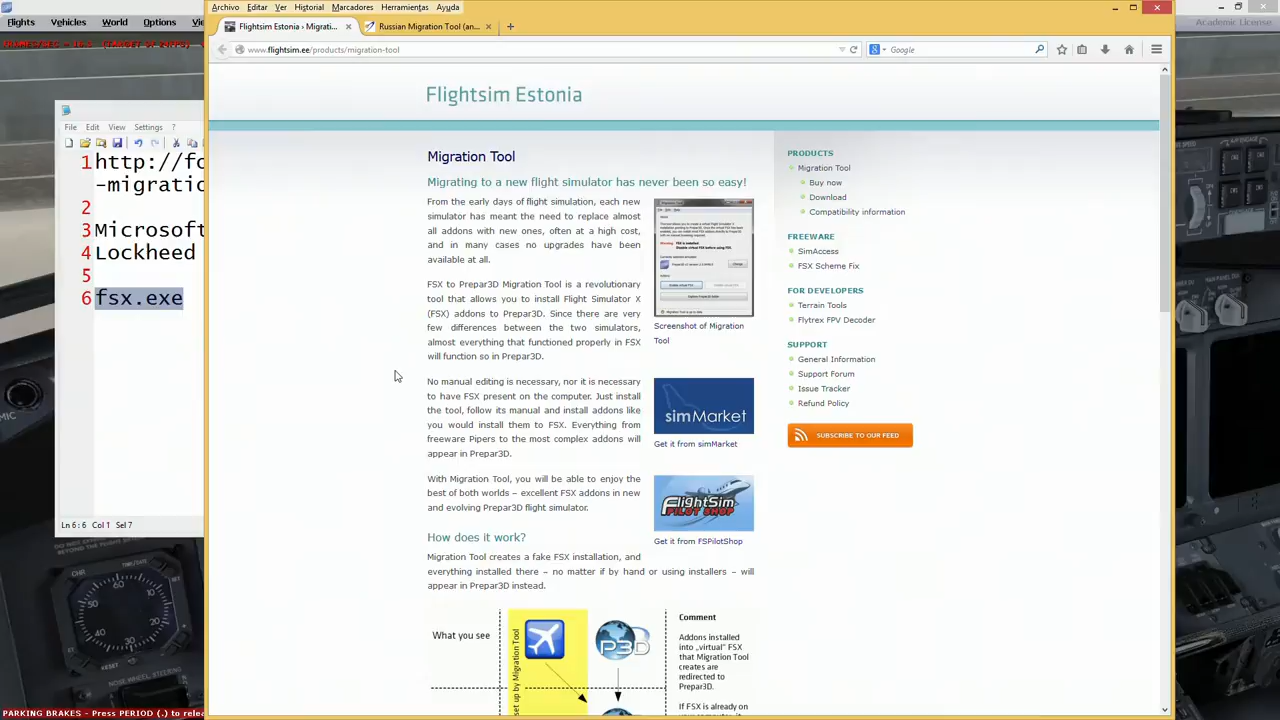 Flights Vehicles World Options
Academic License
Archivo Editar Ver Historial Marcadores Herramientas Ayuda
Flightsim Estonia › Migrati... ×
Russian Migration Tool (an... ×
www.flightsim.ee/products/migration-tool
Google
File Edit View Settings ?
1 http://fo
-migratio
2
3 Microsoft
4 Lockheed
5
6 fsx.exe
Ln 6 : 6 Col 1 Sel 7
Flightsim Estonia
Migration Tool
Migrating to a new flight simulator has never been so easy!
From the early days of flight simulation, each new
simulator has meant the need to replace almost
all addons with new ones, often at a high cost,
and in many cases no upgrades have been
available at all.
FSX to Prepar3D Migration Tool is a revolutionary
tool that allows you to install Flight Simulator X
(FSX) addons to Prepar3D. Since there are very
few differences between the two simulators,
almost everything that functioned properly in FSX
will function so in Prepar3D.
No manual editing is necessary, nor it is necessary
to have FSX present on the computer. Just install
the tool, follow its manual and install addons like
you would install them to FSX. Everything from
freeware Pipers to the most complex addons will
appear in Prepar3D.
With Migration Tool, you will be able to enjoy the
best of both worlds – excellent FSX addons in new
and evolving Prepar3D flight simulator.
How does it work?
Migration Tool creates a fake FSX installation, and
everything installed there – no matter if by hand or using installers – will
appear in Prepar3D instead.
Screenshot of Migration
Tool
simMarket
Get it from simMarket
FlightSim
PILOT SHOP
Get it from FSPilotShop
What you see
set up by Migration Tool
P3D
Comment
Addons installed
into „virtual" FSX
that Migration Tool
creates are
redirected to
Prepar3D.
If FSX is already on
PRODUCTS
Migration Tool
Buy now
Download
Compatibility information
FREEWARE
SimAccess
FSX Scheme Fix
FOR DEVELOPERS
Terrain Tools
Flytrex FPV Decoder
SUPPORT
General Information
Support Forum
Issue Tracker
Refund Policy
SUBSCRIBE TO OUR FEED
MIC
CHR
NOSE WHEEL STEERING
PARKING BRAKES - Press PERIOD (.) to rele